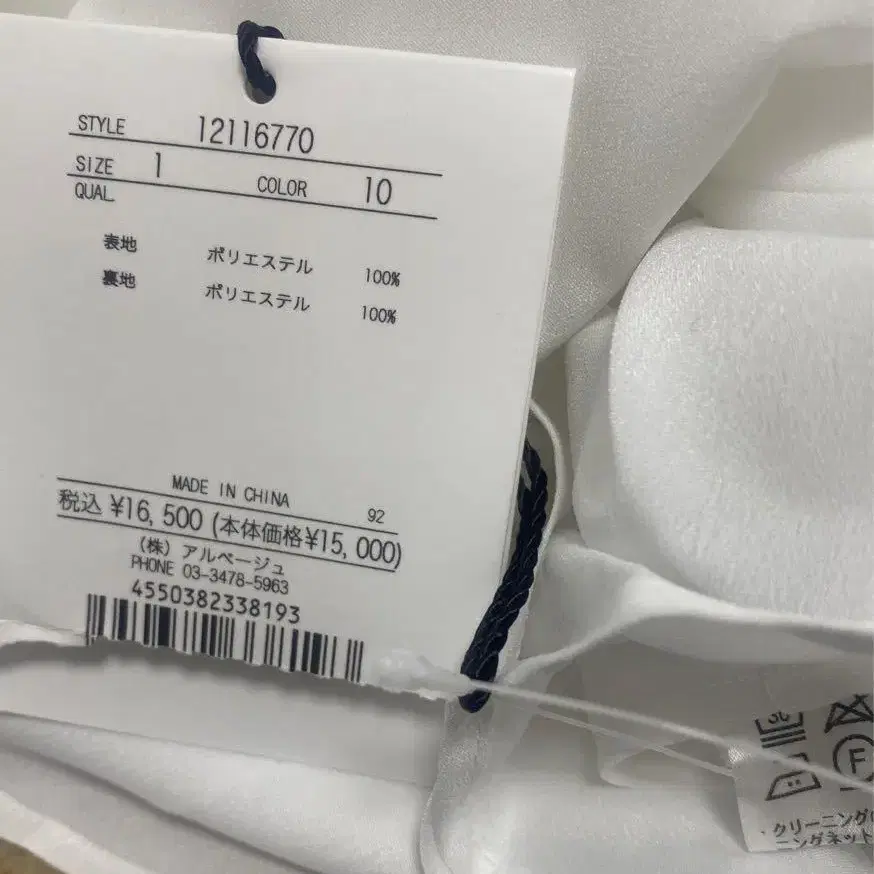 STYLE 12116770
SIZE 1 COLOR 10
QUAL.
表地 ポリエステル 100%
裏地 ポリエステル 100%
MADE IN CHINA 92
税込 ¥16,500 (本体価格¥15,000)
(株) アルページュ
PHONE 03-3478-5963
4550382338193
F
クリーニング
ニングネット